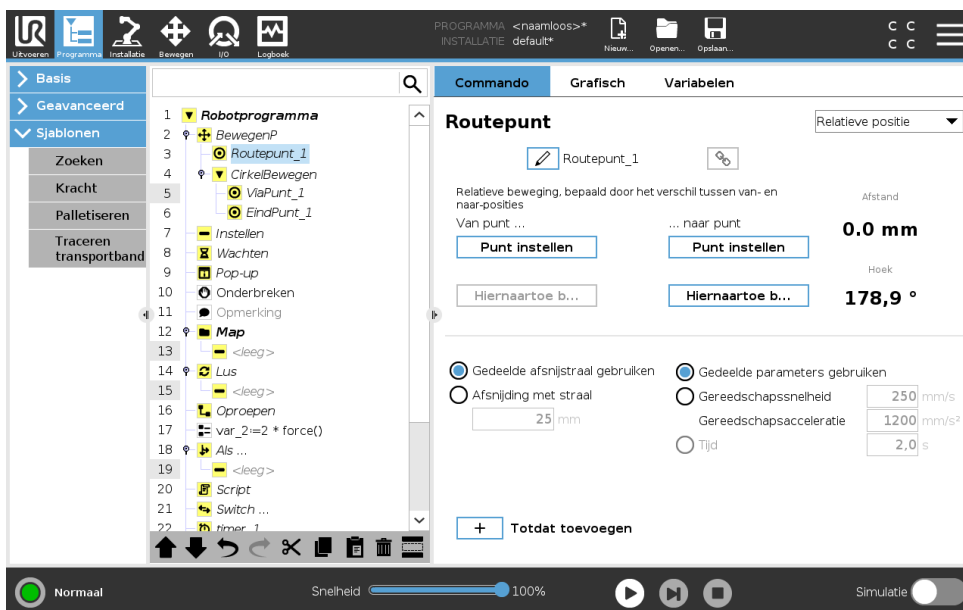 UR
PROGRAMMA <naamloos>*
INSTALLATIE default*
C C
C C
Uitvoeren Programma Installatie Bewegen I/O Logboek Nieuw... Openen... Opslaan...
Basis
Geavanceerd
Sjablonen
Zoeken
Kracht
Palletiseren
Traceren
transportband
1 Robotprogramma
2 BewegenP
3 Routepunt_1
4 CirkelBewegen
5 ViaPunt_1
6 EindPunt_1
7 Instellen
8 Wachten
9 Pop-up
10 Onderbreken
11 Opmerking
12 Map
13 <leeg>
14 Lus
15 <leeg>
16 Oproepen
17 var_2:=2 * force()
18 Als ...
19 <leeg>
20 Script
21 Switch ...
22 timer_1
Commando Grafisch Variabelen
Routepunt
Relatieve positie
Routepunt_1
Relatieve beweging, bepaald door het verschil tussen van- en
naar-posities
Afstand
Van punt ... ... naar punt
0.0 mm
Punt instellen Punt instellen
Hoek
Hiernaartoe b... Hiernaartoe b...
178,9 °
Gedeelde afsnijstraal gebruiken
Afsnijding met straal
25 mm
Gedeelde parameters gebruiken
Gereedschapssnelheid 250 mm/s
Gereedschapsacceleratie 1200 mm/s²
Tijd 2,0 s
+ Totdat toevoegen
Normaal
Snelheid 100%
Simulatie